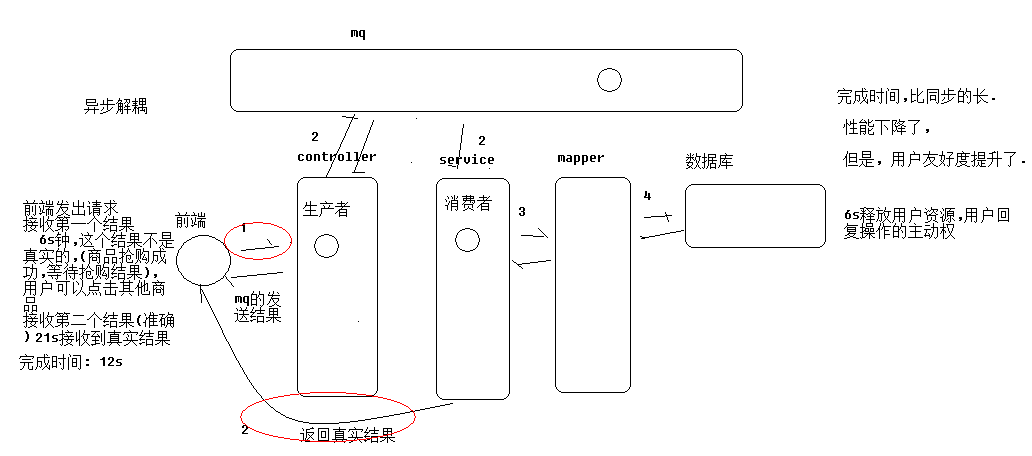 mq
异步解耦
完成时间,比同步的长.
性能下降了,
但是, 用户友好度提升了.
2
2
controller
service
mapper
数据库
生产者
消费者
3
4
6s释放用户资源,用户回
复操作的主动权
前端发出请求
接收第一个结果
6s钟,这个结果不是
真实的,(商品抢购成
功,等待抢购结果),
用户可以点击其他商
品
接收第二个结果(准确
)21s接收到真实结果
完成时间: 12s
前端
1
mq的发
送结果
2
返回真实结果